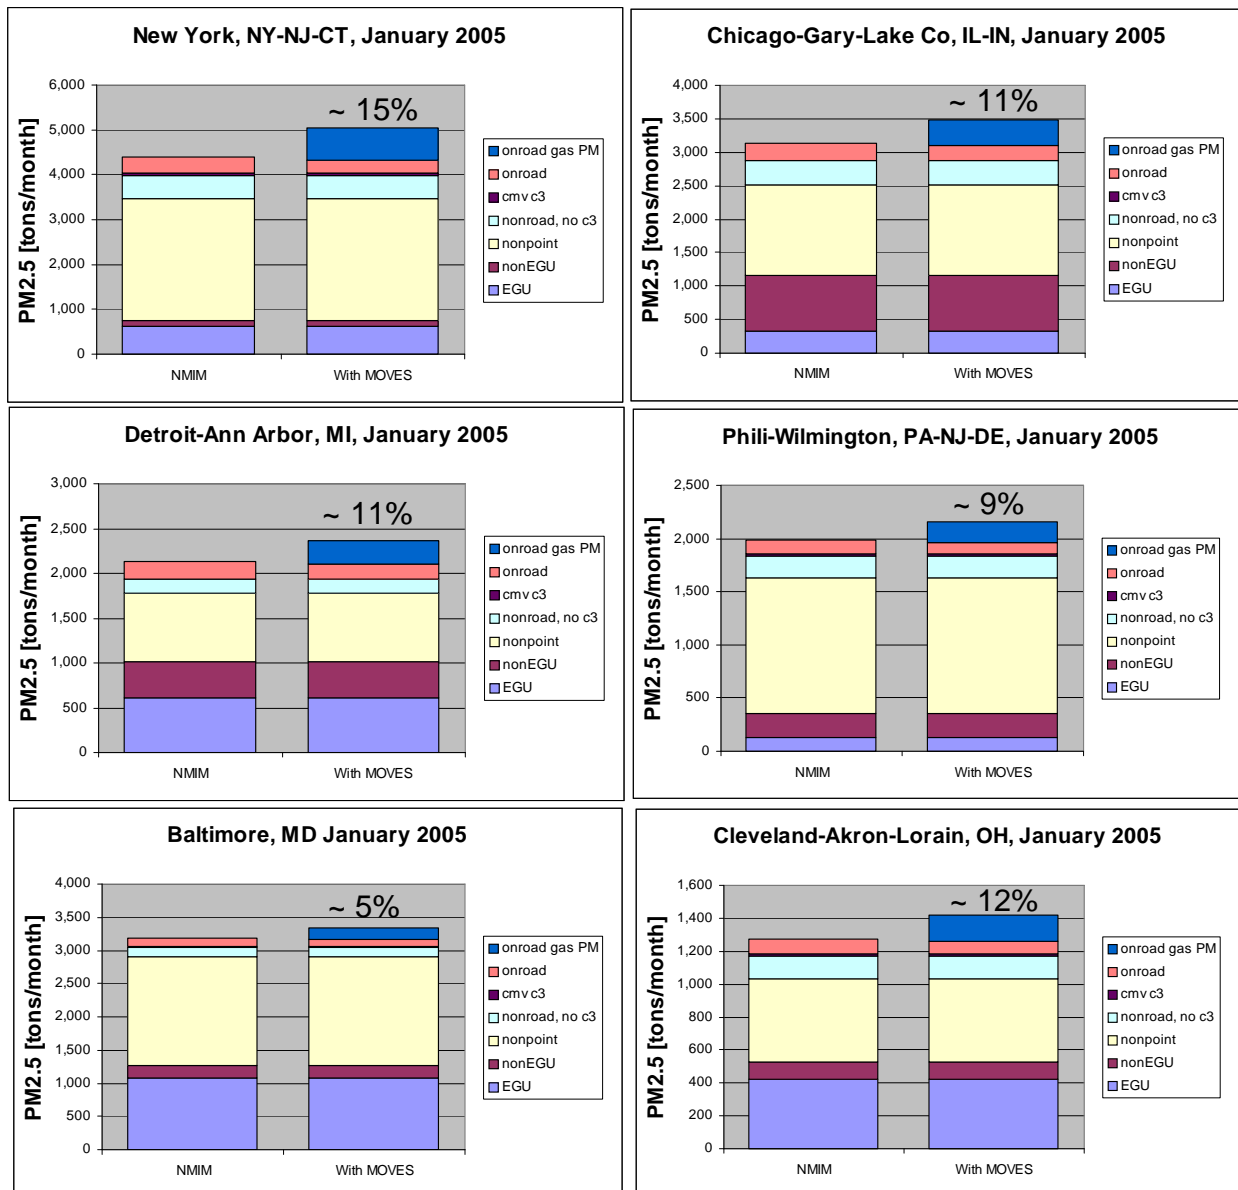 New York, NY-NJ-CT, January 2005
PM2.5 [tons/month]
6,000
5,000
4,000
3,000
2,000
1,000
0
~ 15%
NMIM
With MOVES
onroad gas PM
onroad
cmv c3
nonroad, no c3
nonpoint
nonEGU
EGU
Chicago-Gary-Lake Co, IL-IN, January 2005
PM2.5 [tons/month]
4,000
3,500
3,000
2,500
2,000
1,500
1,000
500
0
~ 11%
NMIM
With MOVES
onroad gas PM
onroad
cmv c3
nonroad, no c3
nonpoint
nonEGU
EGU
Detroit-Ann Arbor, MI, January 2005
PM2.5 [tons/month]
3,000
2,500
2,000
1,500
1,000
500
0
~ 11%
NMIM
With MOVES
onroad gas PM
onroad
cmv c3
nonroad, no c3
nonpoint
nonEGU
EGU
Phili-Wilmington, PA-NJ-DE, January 2005
PM2.5 [tons/month]
2,500
2,000
1,500
1,000
500
0
~ 9%
NMIM
With MOVES
onroad gas PM
onroad
cmv c3
nonroad, no c3
nonpoint
nonEGU
EGU
Baltimore, MD January 2005
PM2.5 [tons/month]
4,000
3,500
3,000
2,500
2,000
1,500
1,000
500
0
~ 5%
NMIM
With MOVES
onroad gas PM
onroad
cmv c3
nonroad, no c3
nonpoint
nonEGU
EGU
Cleveland-Akron-Lorain, OH, January 2005
PM2.5 [tons/month]
1,600
1,400
1,200
1,000
800
600
400
200
0
~ 12%
NMIM
With MOVES
onroad gas PM
onroad
cmv c3
nonroad, no c3
nonpoint
nonEGU
EGU